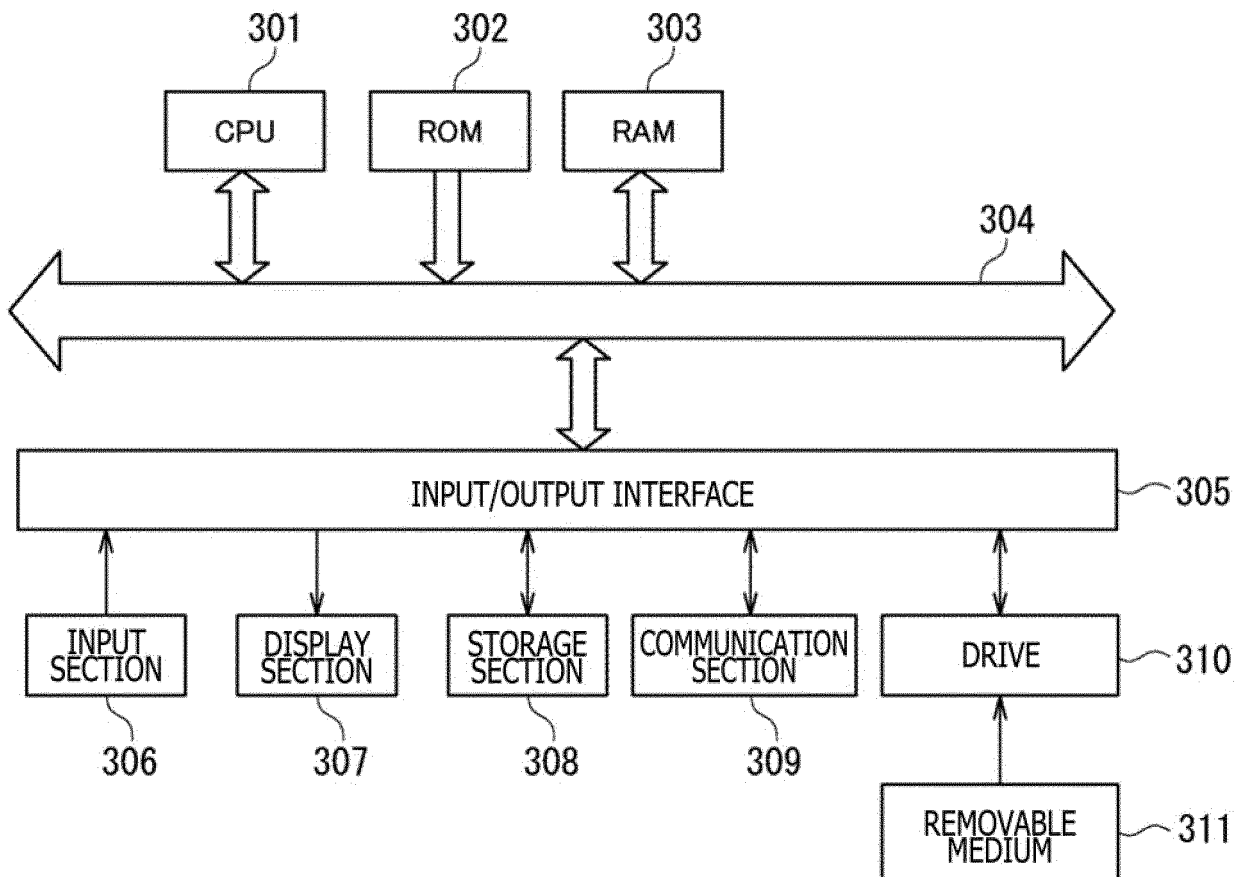 301
302
303
CPU
ROM
RAM
304
INPUT/OUTPUT INTERFACE
305
INPUT
SECTION
DISPLAY
SECTION
STORAGE
SECTION
COMMUNICATION
SECTION
DRIVE
310
306
307
308
309
REMOVABLE
MEDIUM
311